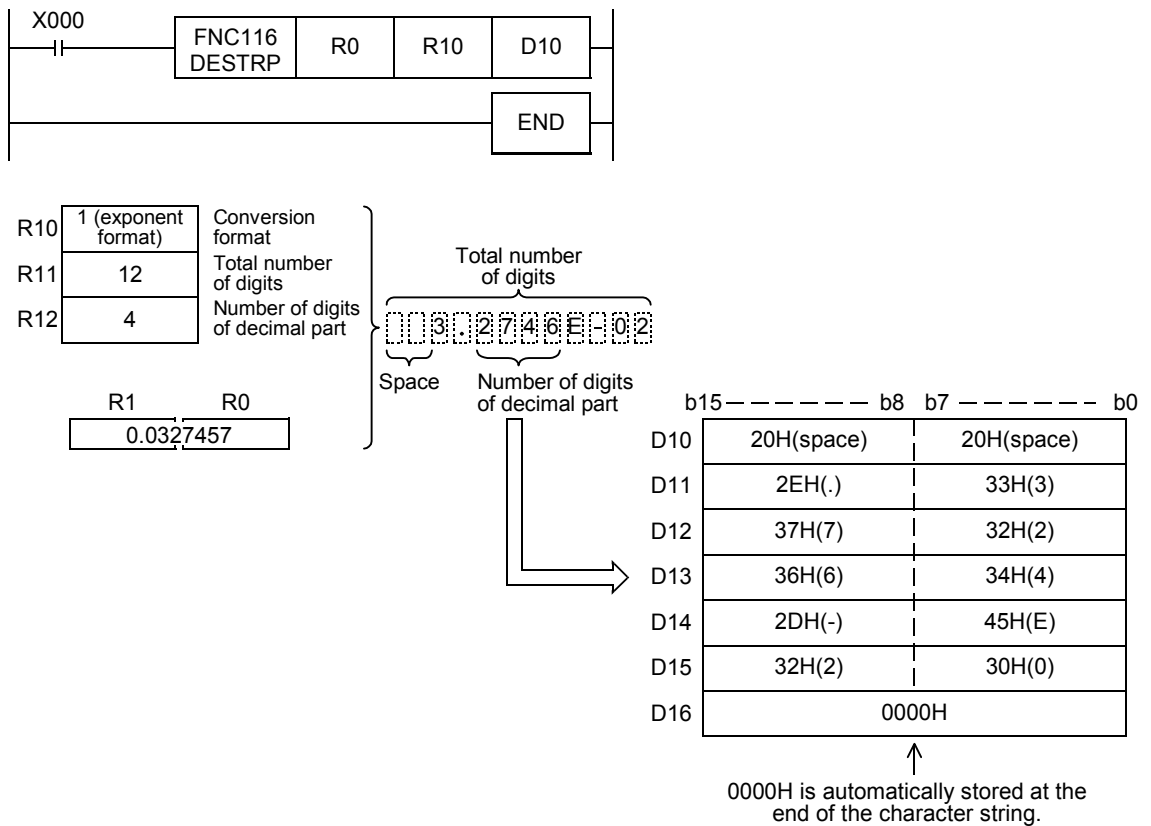 X000
FNC116
DESTRP
R0
R10
D10
END
R10
1 (exponent
format)
Conversion
format
R11
12
Total number
of digits
R12
4
Number of digits
of decimal part
Total number
of digits
3.2746E-02
Space
Number of digits
of decimal part
R1
R0
0.0327457
b15
b8
b7
b0
D10
20H(space)
20H(space)
D11
2EH(.)
33H(3)
D12
37H(7)
32H(2)
D13
36H(6)
34H(4)
D14
2DH(-)
45H(E)
D15
32H(2)
30H(0)
D16
0000H
0000H is automatically stored at the
end of the character string.